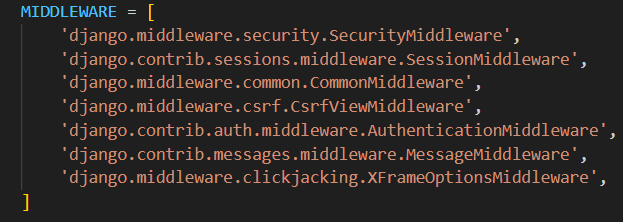 MIDDLEWARE = [
    'django.middleware.security.SecurityMiddleware',
    'django.contrib.sessions.middleware.SessionMiddleware',
    'django.middleware.common.CommonMiddleware',
    'django.middleware.csrf.CsrfViewMiddleware',
    'django.contrib.auth.middleware.AuthenticationMiddleware',
    'django.contrib.messages.middleware.MessageMiddleware',
    'django.middleware.clickjacking.XFrameOptionsMiddleware',
]